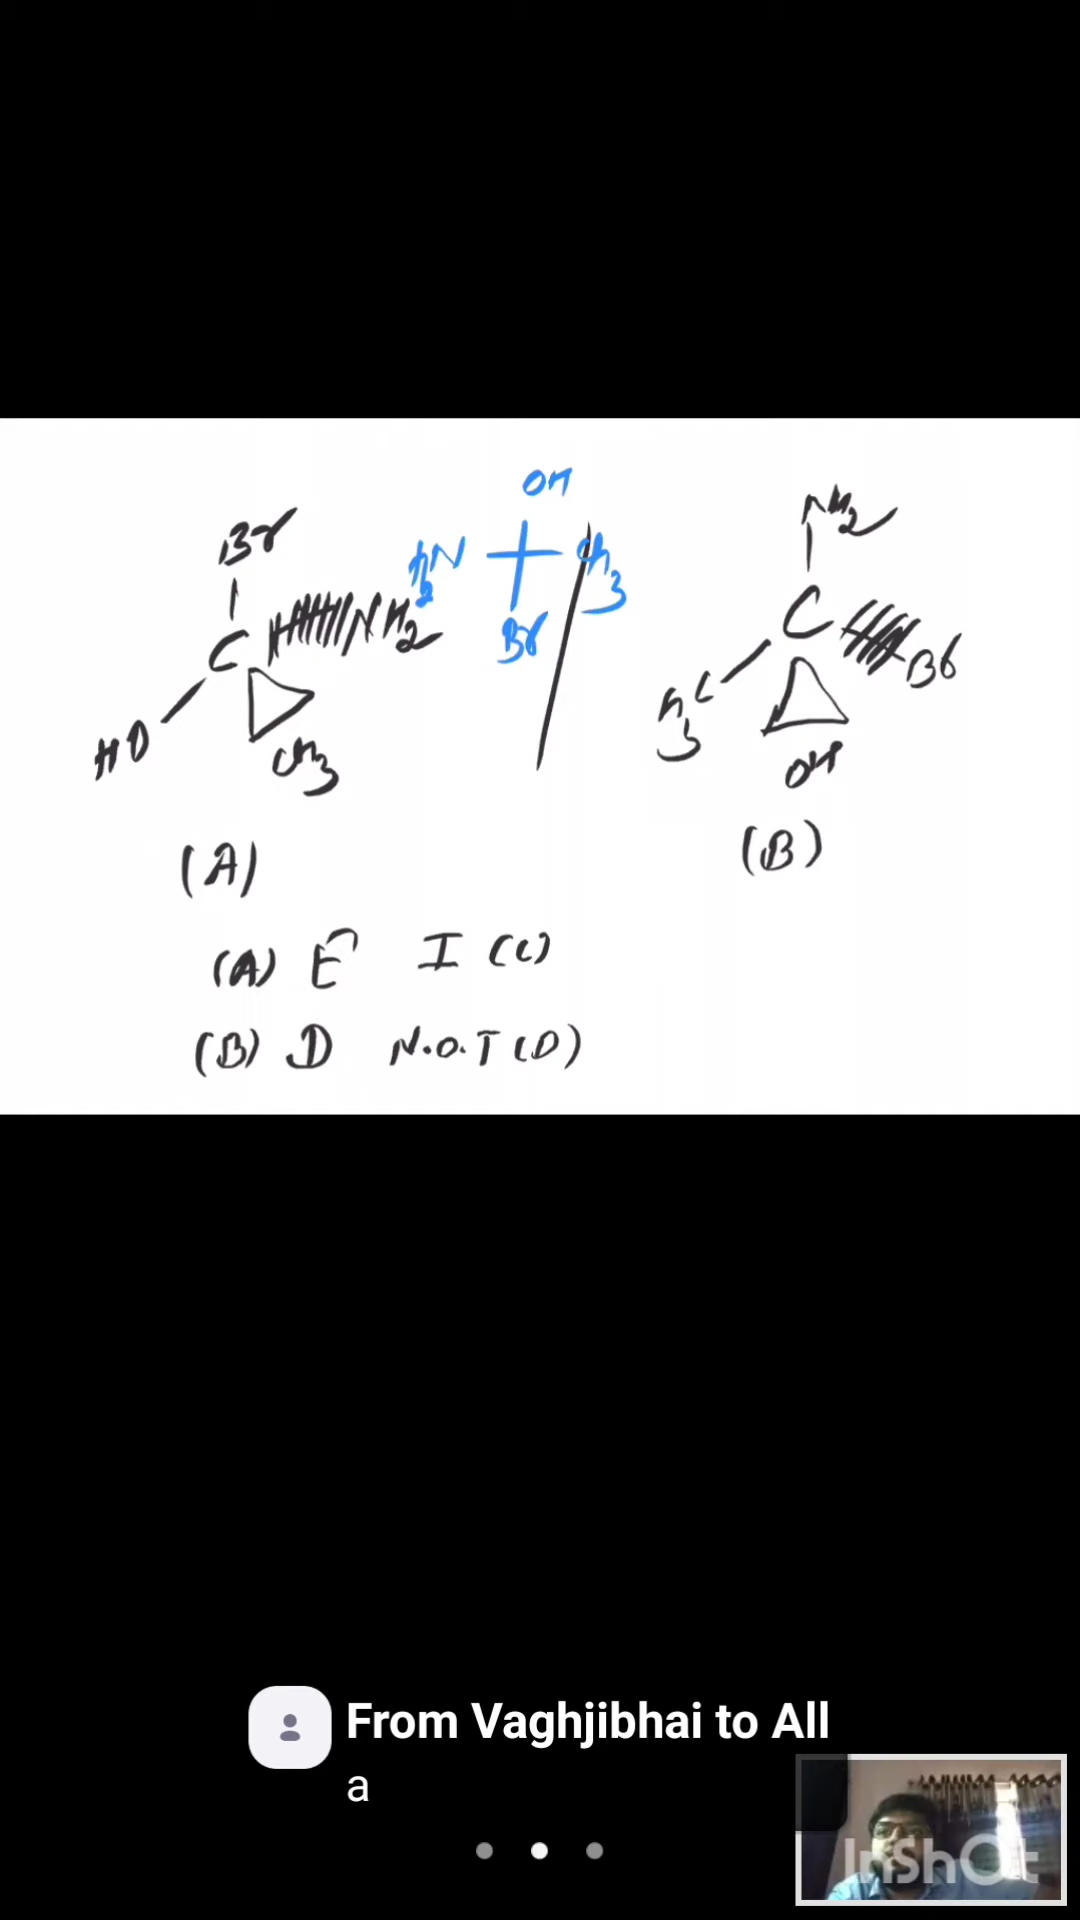 OH
Br
NH2
H2N
CH3
C
NH2
Br
C
HO
CH3
Br
H3C
OH
(A)
(B)
(A) E I (C)
(B) D N.O.T (D)
From Vaghjibhai to All
a
InShOt